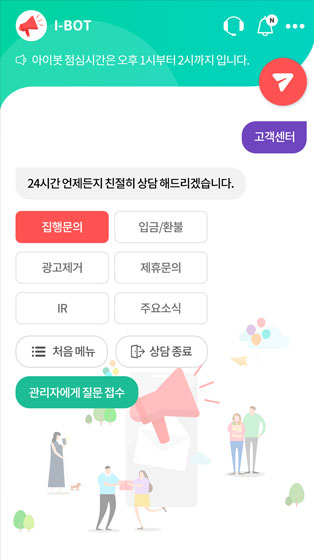 I-BOT
N
아이봇 점심시간은 오후 1시부터 2시까지 입니다.
고객센터
24시간 언제든지 친절히 상담 해드리겠습니다.
집행문의
입금/환불
광고제거
제휴문의
IR
주요소식
처음 메뉴
상담 종료
관리자에게 질문 접수